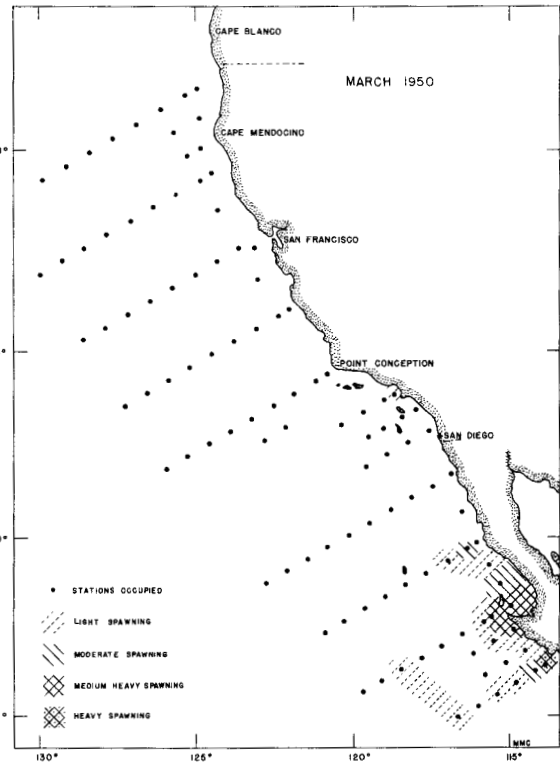 CAPE BLANCO
MARCH 1950
CAPE MENDOCINO
SAN FRANCISCO
POINT CONCEPTION
SAN DIEGO
STATIONS OCCUPIED
LIGHT SPAWNING
MODERATE SPAWNING
MEDIUM HEAVY SPAWNING
HEAVY SPAWNING
MMC
130° 125° 120° 115°